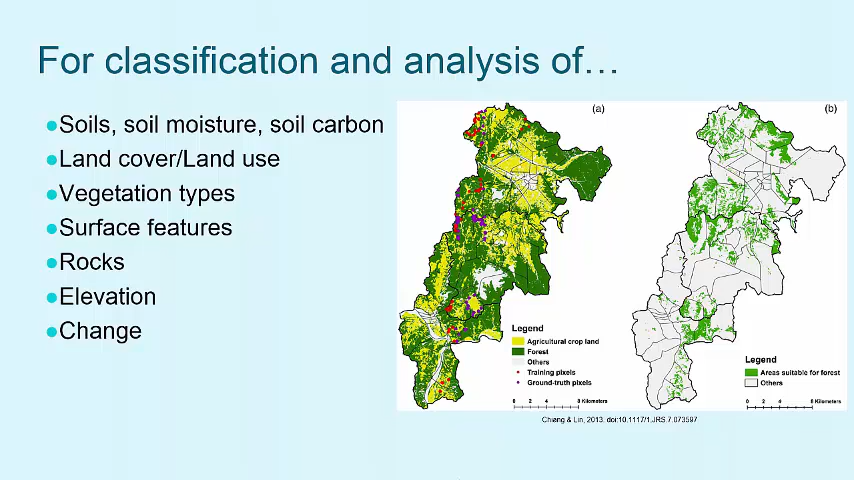 For classification and analysis of…
●Soils, soil moisture, soil carbon
●Land cover/Land use
●Vegetation types
●Surface features
●Rocks
●Elevation
●Change
(a)
Legend
Agricultural crop land
Forest
Others
Training pixels
Ground-truth pixels
0 2 4 8 Kilometers
(b)
Legend
Areas suitable for forest
Others
0 2 4 8 Kilometers
Chiang & Lin, 2013. doi:10.1117/1.JRS.7.073597